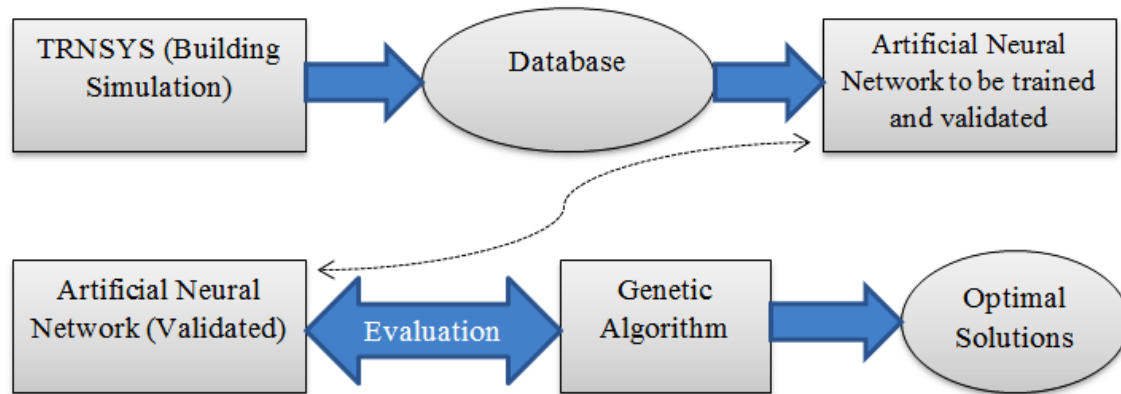 TRNSYS (Building
Simulation)
Database
Artificial Neural
Network to be trained
and validated
Artificial Neural
Network (Validated)
Evaluation
Genetic
Algorithm
Optimal
Solutions